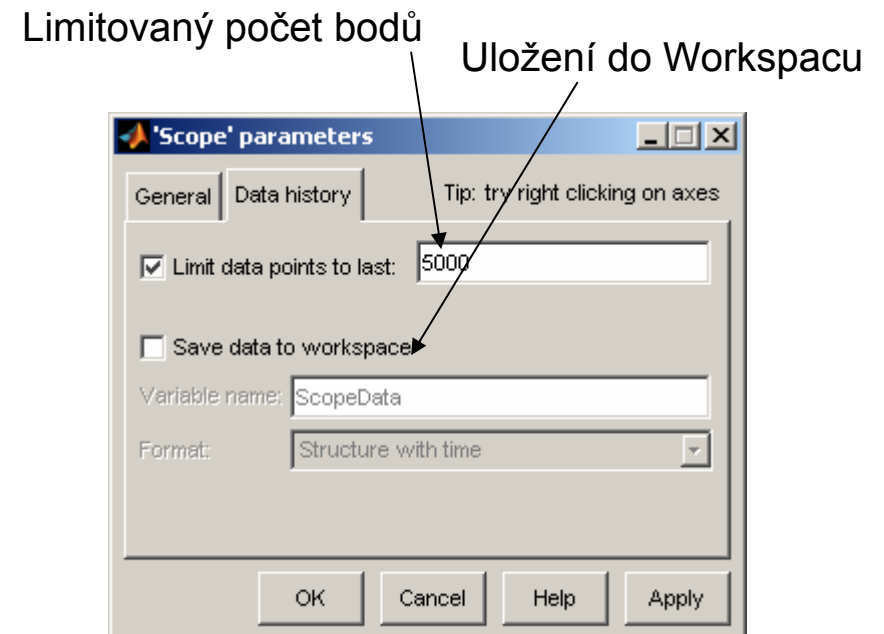 Limitovaný počet bodů
Uložení do Workspacu
'Scope' parameters
General Data history Tip: try right clicking on axes
Limit data points to last: 5000
Save data to workspace
Variable name: ScopeData
Format: Structure with time
OK Cancel Help Apply